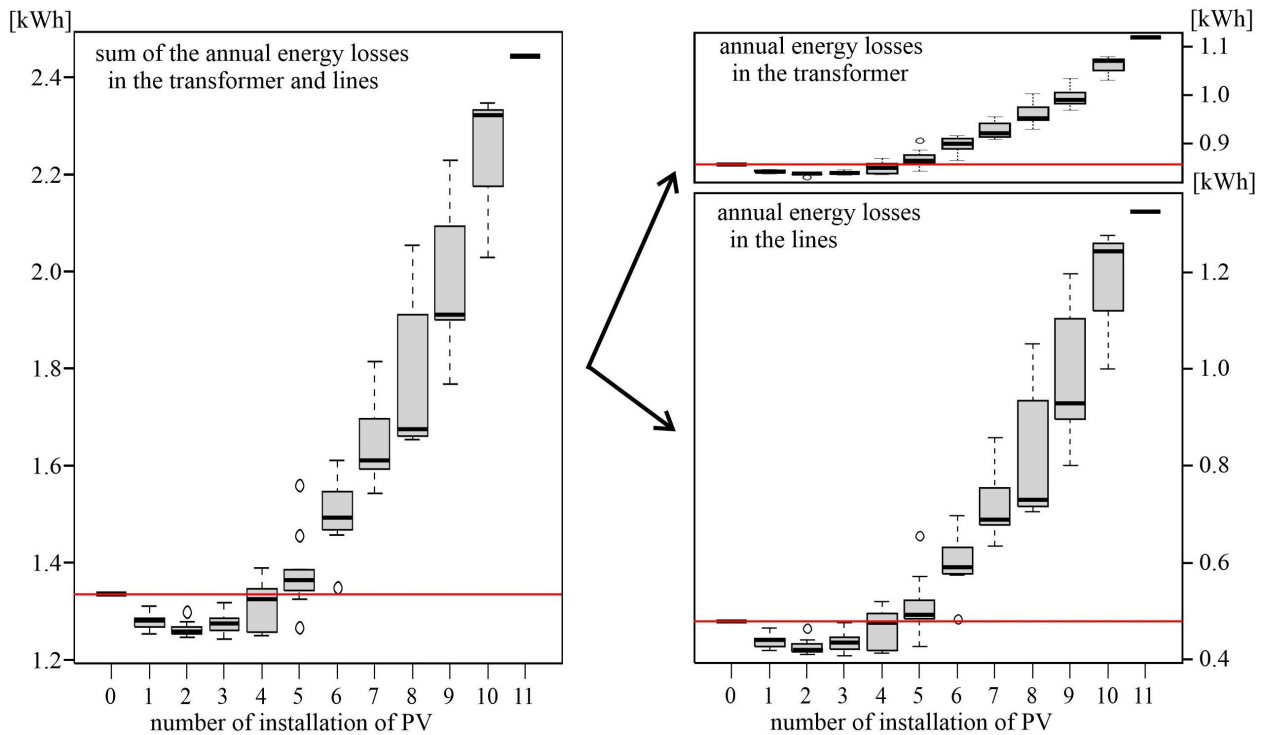 [kWh]
sum of the annual energy losses
in the transformer and lines
2.4
2.2
2.0
1.8
1.6
1.4
1.2
0 1 2 3 4 5 6 7 8 9 10 11
number of installation of PV
[kWh]
annual energy losses
in the transformer
1.1
1.0
0.9
[kWh]
annual energy losses
in the lines
1.2
1.0
0.8
0.6
0.4
0 1 2 3 4 5 6 7 8 9 10 11
number of installation of PV